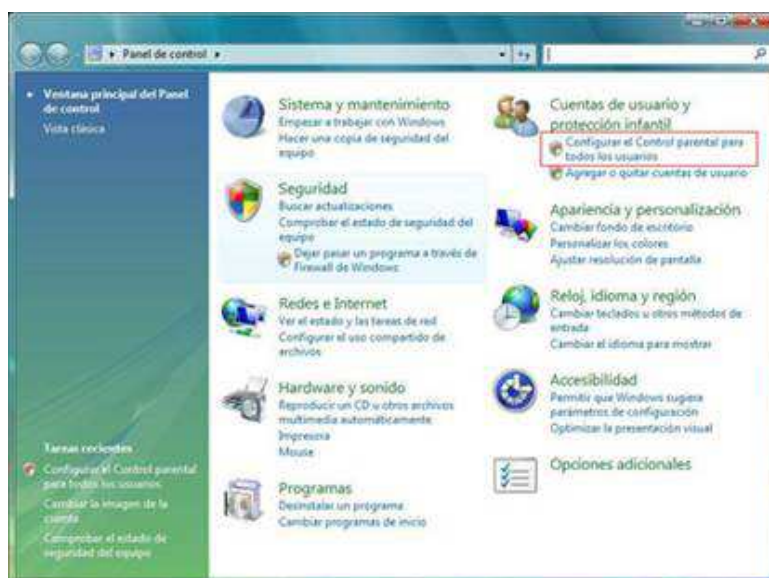 Panel de control
Ventana principal del Panel
de control
Vista clásica
Sistema y mantenimiento
Empezar a trabajar con Windows
Hacer una copia de seguridad del
equipo
Seguridad
Buscar actualizaciones
Comprobar el estado de seguridad del
equipo
Dejar pasar un programa a través de
Firewall de Windows
Redes e Internet
Ver el estado y las tareas de red
Configurar el uso compartido de
archivos
Hardware y sonido
Reproducir un CD u otros archivos
multimedia automáticamente
Impresora
Mouse
Programas
Desinstalar un programa
Cambiar programas de inicio
Cuentas de usuario y
protección infantil
Configurar el Control parental para
todos los usuarios
Agregar o quitar cuentas de usuario
Apariencia y personalización
Cambiar fondo de escritorio
Personalizar los colores
Ajustar resolución de pantalla
Reloj, idioma y región
Cambiar teclados u otros métodos de
entrada
Cambiar el idioma para mostrar
Accesibilidad
Permitir que Windows sugiera
parámetros de configuración
Optimizar la presentación visual
Opciones adicionales
Tareas recientes
Configurar el Control parental
para todos los usuarios
Cambiar la imagen de la
cuenta
Comprobar el estado de
seguridad del equipo